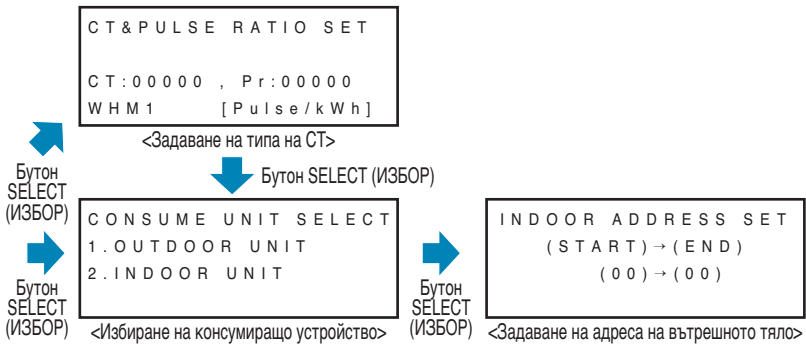 CT&PULSE RATIO SET
CT:00000 , Pr:00000
WHM1 [Pulse/kWh]
<Задаване на типа на CT>
Бутон
SELECT
(ИЗБОР)
Бутон SELECT (ИЗБОР)
CONSUME UNIT SELECT
1.OUTDOOR UNIT
2.INDOOR UNIT
<Избиране на консумиращо устройство>
Бутон
SELECT
(ИЗБОР)
INDOOR ADDRESS SET
(START)→(END)
(00)→(00)
<Задаване на адреса на вътрешното тяло>
Бутон
SELECT
(ИЗБОР)